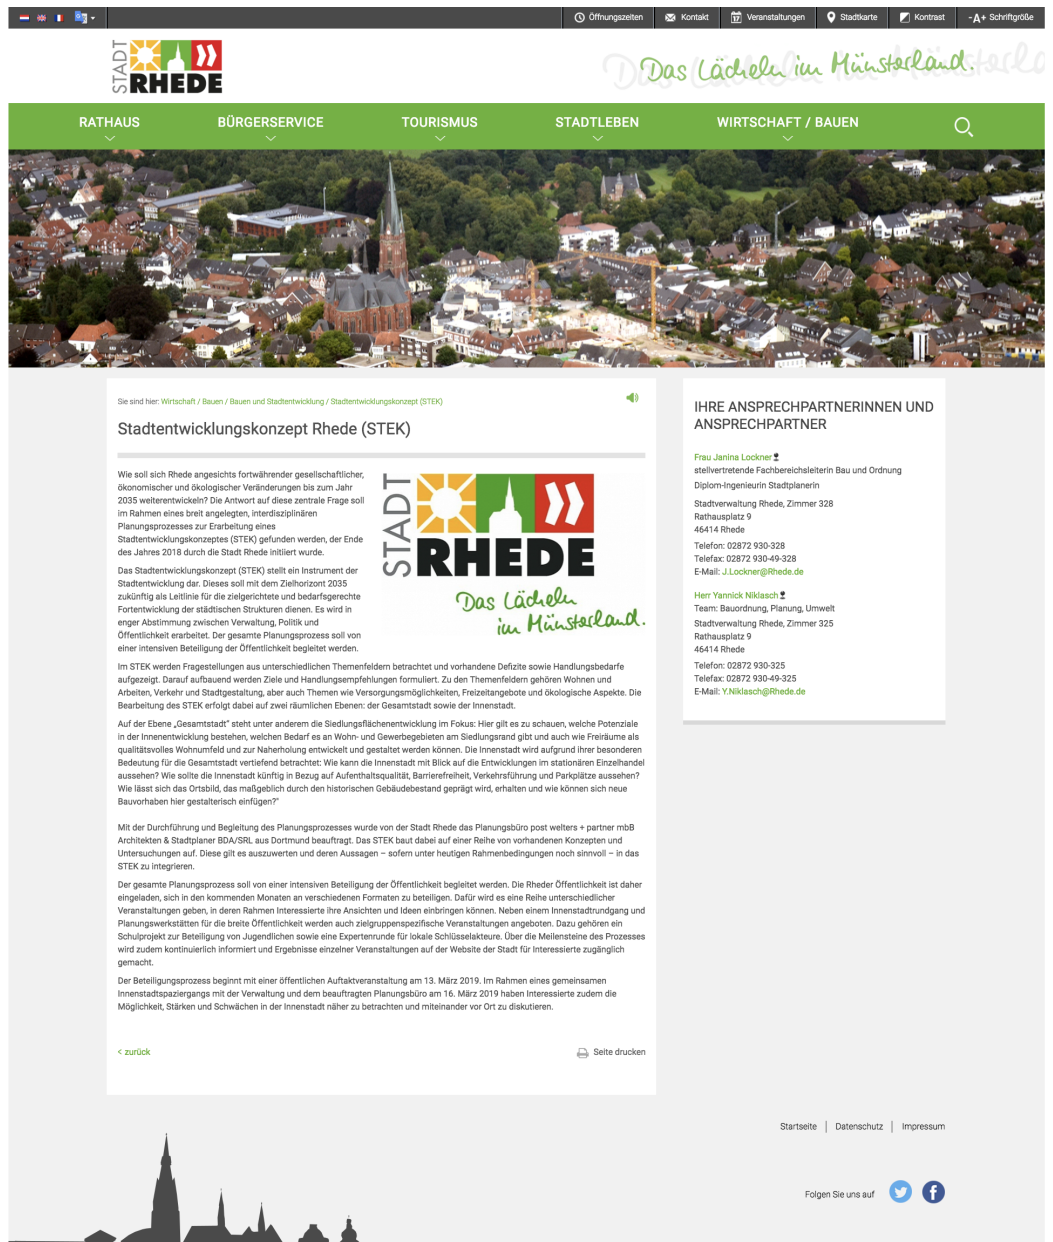 Öffnungszeiten
Kontakt
17 Veranstaltungen
Stadtkarte
Kontrast
-A+ Schriftgröße
STADT
RHEDE
Das Lächeln im Münsterland.
RATHAUS
BÜRGERSERVICE
TOURISMUS
STADTLEBEN
WIRTSCHAFT / BAUEN
Sie sind hier: Wirtschaft / Bauen / Bauen und Stadtentwicklung / Stadtentwicklungskonzept (STEK)
Stadtentwicklungskonzept Rhede (STEK)
Wie soll sich Rhede angesichts fortwährender gesellschaftlicher,
ökonomischer und ökologischer Veränderungen bis zum Jahr
2035 weiterentwickeln? Die Antwort auf diese zentrale Frage soll
im Rahmen eines breit angelegten, interdisziplinären
Planungsprozesses zur Erarbeitung eines
Stadtentwicklungskonzeptes (STEK) gefunden werden, der Ende
des Jahres 2018 durch die Stadt Rhede initiiert wurde.
Das Stadtentwicklungskonzept (STEK) stellt ein Instrument der
Stadtentwicklung dar. Dieses soll mit dem Zielhorizont 2035
zukünftig als Leitlinie für die zielgerichtete und bedarfsgerechte
Fortentwicklung der städtischen Strukturen dienen. Es wird in
enger Abstimmung zwischen Verwaltung, Politik und
Öffentlichkeit erarbeitet. Der gesamte Planungsprozess soll von
einer intensiven Beteiligung der Öffentlichkeit begleitet werden.
STADT
RHEDE
Das Lächeln
im Münsterland.
Im STEK werden Fragestellungen aus unterschiedlichen Themenfeldern betrachtet und vorhandene Defizite sowie Handlungsbedarfe
aufgezeigt. Darauf aufbauend werden Ziele und Handlungsempfehlungen formuliert. Zu den Themenfeldern gehören Wohnen und
Arbeiten, Verkehr und Stadtgestaltung, aber auch Themen wie Versorgungsmöglichkeiten, Freizeitangebote und ökologische Aspekte. Die
Bearbeitung des STEK erfolgt dabei auf zwei räumlichen Ebenen: der Gesamtstadt sowie der Innenstadt.
Auf der Ebene „Gesamtstadt" steht unter anderem die Siedlungsflächenentwicklung im Fokus: Hier gilt es zu schauen, welche Potenziale
in der Innenentwicklung bestehen, welchen Bedarf es an Wohn- und Gewerbegebieten am Siedlungsrand gibt und auch wie Freiräume als
qualitätsvolles Wohnumfeld und zur Naherholung entwickelt und gestaltet werden können. Die Innenstadt wird aufgrund ihrer besonderen
Bedeutung für die Gesamtstadt vertiefend betrachtet: Wie kann die Innenstadt mit Blick auf die Entwicklungen im stationären Einzelhandel
aussehen? Wie sollte die Innenstadt künftig in Bezug auf Aufenthaltsqualität, Barrierefreiheit, Verkehrsführung und Parkplätze aussehen?
Wie lässt sich das Ortsbild, das maßgeblich durch den historischen Gebäudebestand geprägt wird, erhalten und wie können sich neue
Bauvorhaben hier gestalterisch einfügen?"
Mit der Durchführung und Begleitung des Planungsprozesses wurde von der Stadt Rhede das Planungsbüro post welters + partner mbB
Architekten & Stadtplaner BDA/SRL aus Dortmund beauftragt. Das STEK baut dabei auf einer Reihe von vorhandenen Konzepten und
Untersuchungen auf. Diese gilt es auszuwerten und deren Aussagen – sofern unter heutigen Rahmenbedingungen noch sinnvoll – in das
STEK zu integrieren.
Der gesamte Planungsprozess soll von einer intensiven Beteiligung der Öffentlichkeit begleitet werden. Die Rheder Öffentlichkeit ist daher
eingeladen, sich in den kommenden Monaten an verschiedenen Formaten zu beteiligen. Dafür wird es eine Reihe unterschiedlicher
Veranstaltungen geben, in deren Rahmen Interessierte ihre Ansichten und Ideen einbringen können. Neben einem Innenstadtrundgang und
Planungswerkstätten für die breite Öffentlichkeit werden auch zielgruppenspezifische Veranstaltungen angeboten. Dazu gehören ein
Schulprojekt zur Beteiligung von Jugendlichen sowie eine Expertenrunde für lokale Schlüsselakteure. Über die Meilensteine des Prozesses
wird zudem kontinuierlich informiert und Ergebnisse einzelner Veranstaltungen auf der Website der Stadt für Interessierte zugänglich
gemacht.
Der Beteiligungsprozess beginnt mit einer öffentlichen Auftaktveranstaltung am 13. März 2019. Im Rahmen eines gemeinsamen
Innenstadtspaziergangs mit der Verwaltung und dem beauftragten Planungsbüro am 16. März 2019 haben Interessierte zudem die
Möglichkeit, Stärken und Schwächen in der Innenstadt näher zu betrachten und miteinander vor Ort zu diskutieren.
< zurück
Seite drucken
IHRE ANSPRECHPARTNERINNEN UND
ANSPRECHPARTNER
Frau Janina Lockner
stellvertretende Fachbereichsleiterin Bau und Ordnung
Diplom-Ingenieurin Stadtplanerin
Stadtverwaltung Rhede, Zimmer 328
Rathausplatz 9
46414 Rhede
Telefon: 02872 930-328
Telefax: 02872 930-49-328
E-Mail: J.Lockner@Rhede.de
Herr Yannick Niklasch
Team: Bauordnung, Planung, Umwelt
Stadtverwaltung Rhede, Zimmer 325
Rathausplatz 9
46414 Rhede
Telefon: 02872 930-325
Telefax: 02872 930-49-325
E-Mail: Y.Niklasch@Rhede.de
Startseite | Datenschutz | Impressum
Folgen Sie uns auf